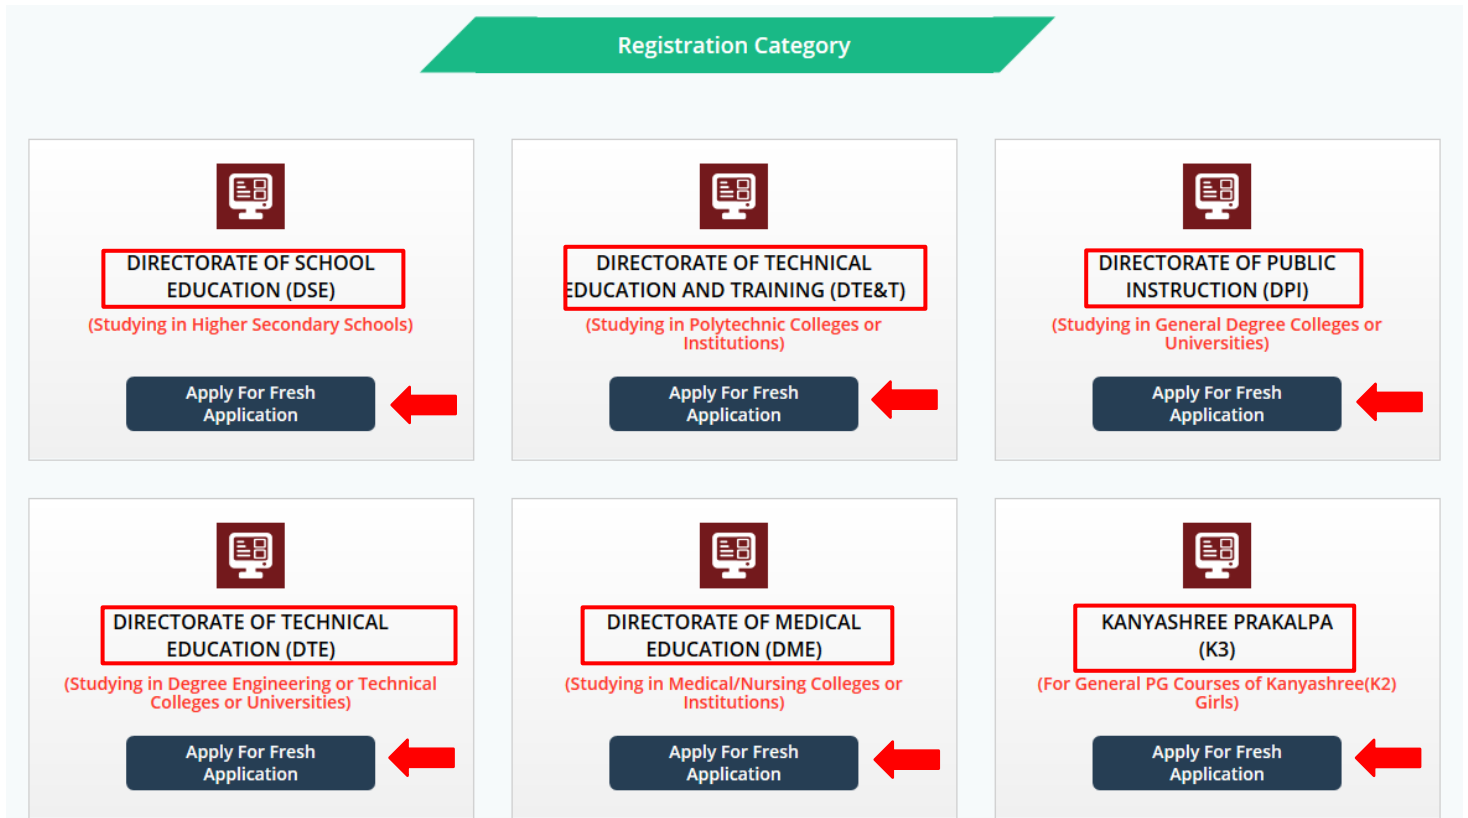 Registration Category
DIRECTORATE OF SCHOOL
EDUCATION (DSE)
(Studying in Higher Secondary Schools)
Apply For Fresh
Application
DIRECTORATE OF TECHNICAL
EDUCATION AND TRAINING (DTE&T)
(Studying in Polytechnic Colleges or
Institutions)
Apply For Fresh
Application
DIRECTORATE OF PUBLIC
INSTRUCTION (DPI)
(Studying in General Degree Colleges or
Universities)
Apply For Fresh
Application
DIRECTORATE OF TECHNICAL
EDUCATION (DTE)
(Studying in Degree Engineering or Technical
Colleges or Universities)
Apply For Fresh
Application
DIRECTORATE OF MEDICAL
EDUCATION (DME)
(Studying in Medical/Nursing Colleges or
Institutions)
Apply For Fresh
Application
KANYASHREE PRAKALPA
(K3)
(For General PG Courses of Kanyashree(K2)
Girls)
Apply For Fresh
Application